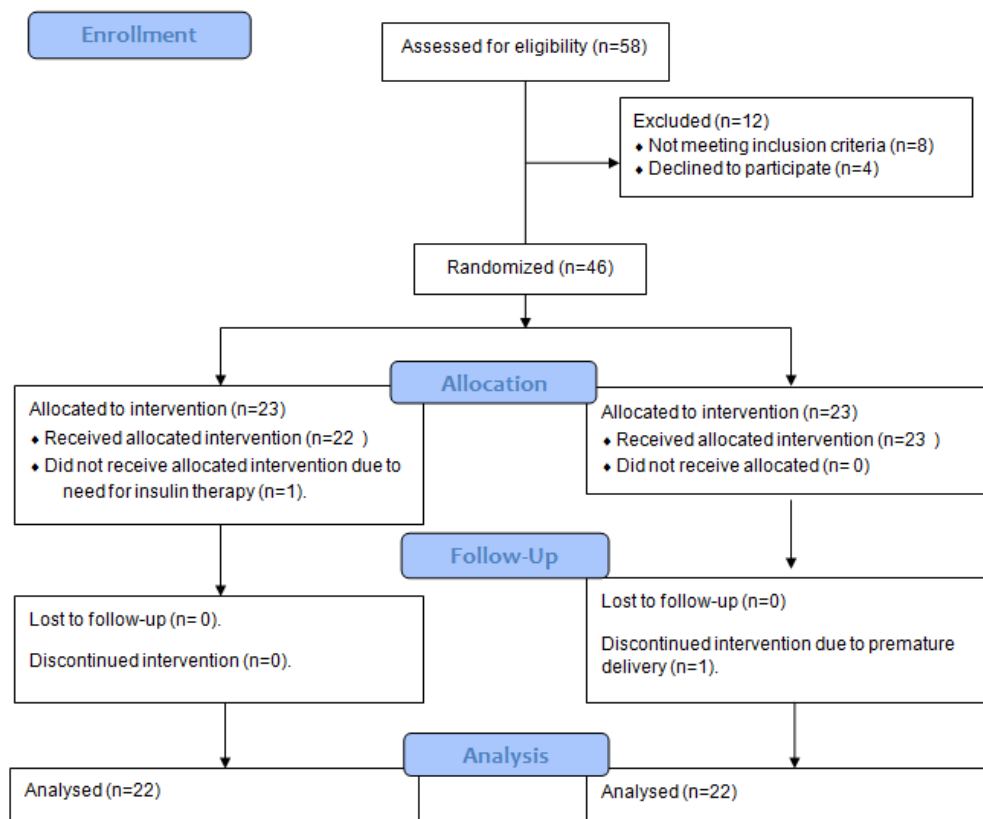 Enrollment
Assessed for eligibility (n=58)
Excluded (n=12)
♦ Not meeting inclusion criteria (n=8)
♦ Declined to participate (n=4)
Randomized (n=46)
Allocation
Allocated to intervention (n=23)
♦ Received allocated intervention (n=22 )
♦ Did not receive allocated intervention due to
need for insulin therapy (n=1).
Allocated to intervention (n=23)
♦ Received allocated intervention (n=23 )
♦ Did not receive allocated (n= 0)
Follow-Up
Lost to follow-up (n= 0).
Discontinued intervention (n=0).
Lost to follow-up (n=0)
Discontinued intervention due to premature
delivery (n=1).
Analysis
Analysed (n=22)
Analysed (n=22)